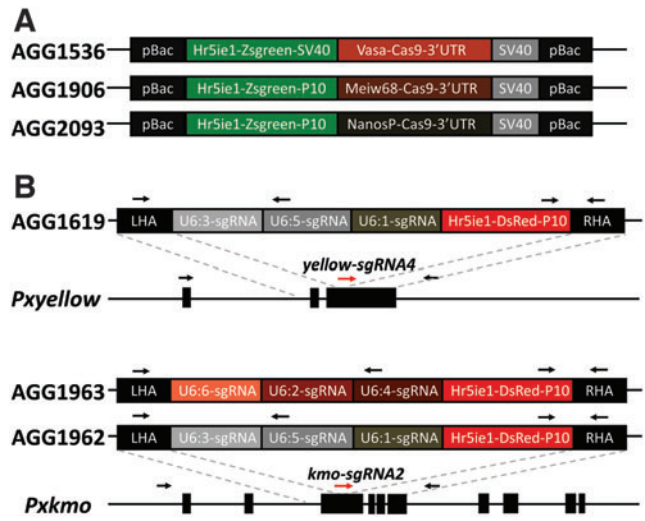 A
AGG1536 pBac Hr5ie1-Zsgreen-SV40 Vasa-Cas9-3'UTR SV40 pBac
AGG1906 pBac Hr5ie1-Zsgreen-P10 Meiw68-Cas9-3'UTR SV40 pBac
AGG2093 pBac Hr5ie1-Zsgreen-P10 NanosP-Cas9-3'UTR SV40 pBac
B
AGG1619 LHA U6:3-sgRNA U6:5-sgRNA U6:1-sgRNA Hr5ie1-DsRed-P10 RHA
yellow-sgRNA4
Pxyellow
AGG1963 LHA U6:6-sgRNA U6:2-sgRNA U6:4-sgRNA Hr5ie1-DsRed-P10 RHA
AGG1962 LHA U6:3-sgRNA U6:5-sgRNA U6:1-sgRNA Hr5ie1-DsRed-P10 RHA
kmo-sgRNA2
Pxkmo